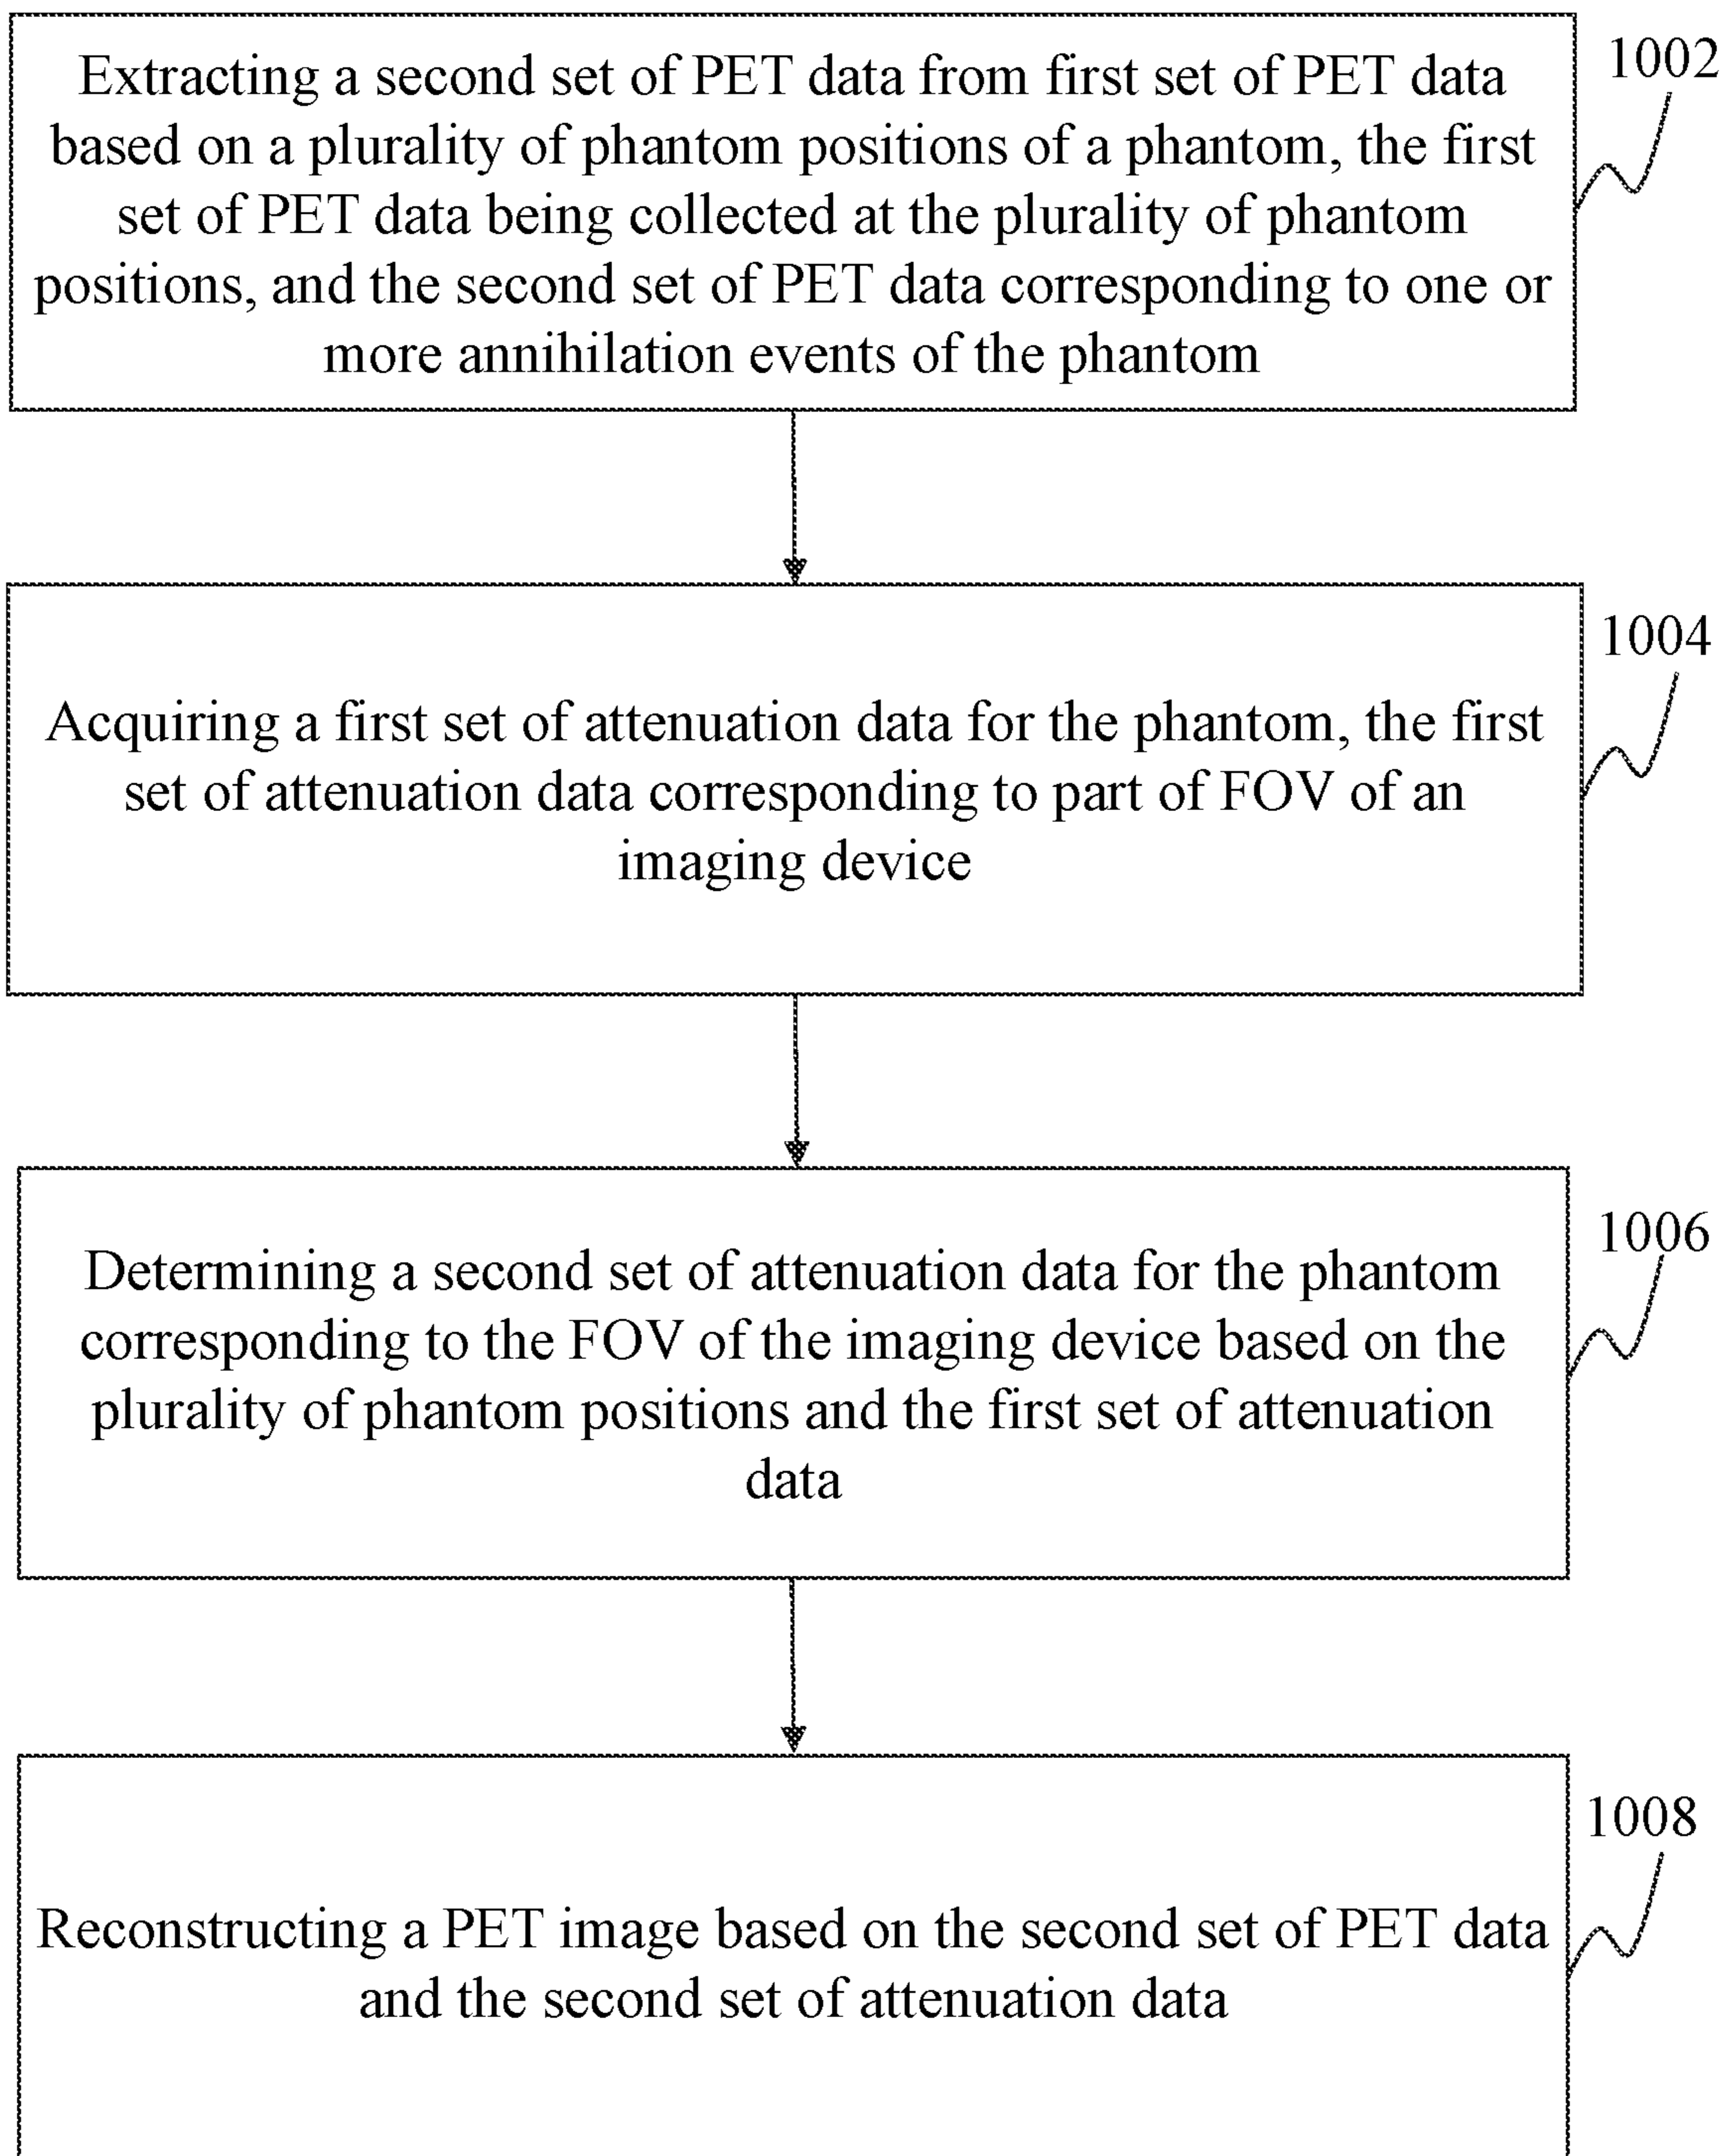 Extracting a second set of PET data from first set of PET data
based on a plurality of phantom positions of a phantom, the first
set of PET data being collected at the plurality of phantom
positions, and the second set of PET data corresponding to one or
more annihilation events of the phantom
1002
Acquiring a first set of attenuation data for the phantom, the first
set of attenuation data corresponding to part of FOV of an
imaging device
1004
Determining a second set of attenuation data for the phantom
corresponding to the FOV of the imaging device based on the
plurality of phantom positions and the first set of attenuation
data
1006
Reconstructing a PET image based on the second set of PET data
and the second set of attenuation data
1008